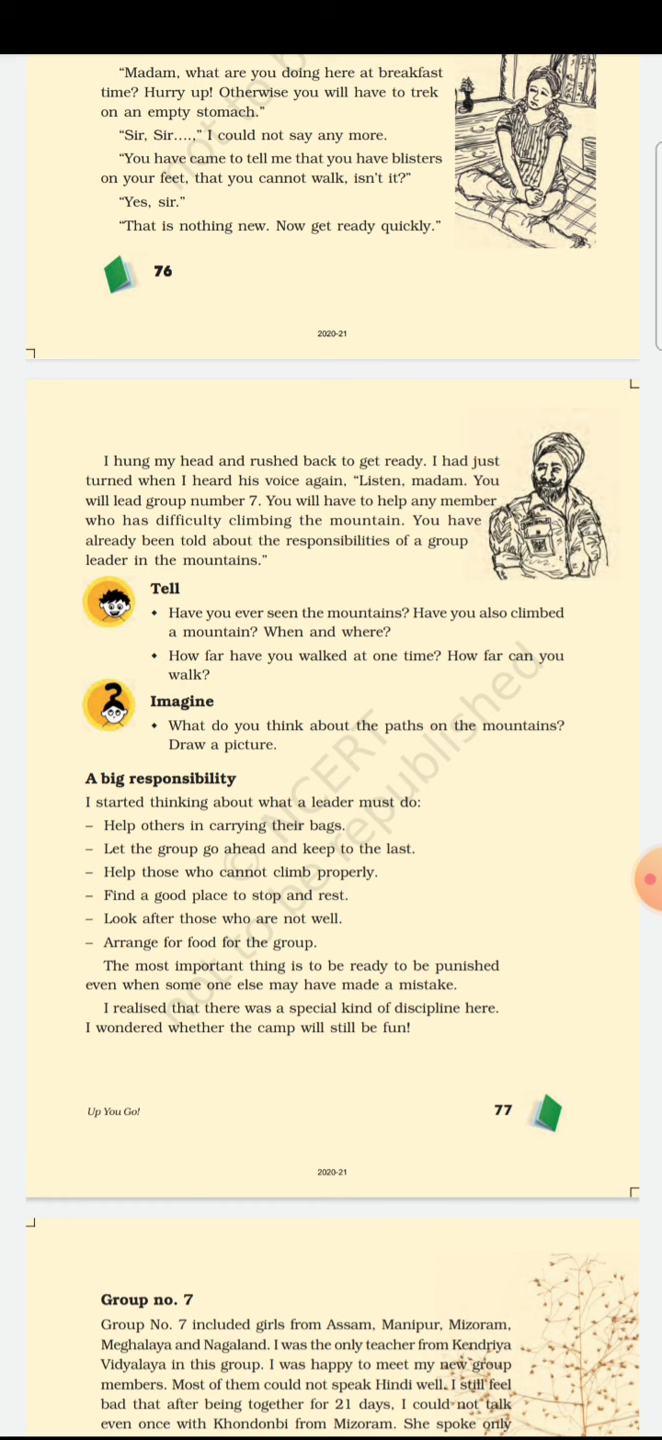 “Madam, what are you doing here at breakfast
time? Hurry up! Otherwise you will have to trek
on an empty stomach.”
“Sir, Sir....,” I could not say any more.
“You have came to tell me that you have blisters
on your feet, that you cannot walk, isn’t it?”
“Yes, sir.”
“That is nothing new. Now get ready quickly.”
76
2020-21
I hung my head and rushed back to get ready. I had just
turned when I heard his voice again, “Listen, madam. You
will lead group number 7. You will have to help any member
who has difficulty climbing the mountain. You have
already been told about the responsibilities of a group
leader in the mountains.”
Tell
• Have you ever seen the mountains? Have you also climbed
a mountain? When and where?
• How far have you walked at one time? How far can you
walk?
Imagine
• What do you think about the paths on the mountains?
Draw a picture.
A big responsibility
I started thinking about what a leader must do:
– Help others in carrying their bags.
– Let the group go ahead and keep to the last.
– Help those who cannot climb properly.
– Find a good place to stop and rest.
– Look after those who are not well.
– Arrange for food for the group.
The most important thing is to be ready to be punished
even when some one else may have made a mistake.
I realised that there was a special kind of discipline here.
I wondered whether the camp will still be fun!
© NCERT
not to be republished
Up You Go!
77
2020-21
Group no. 7
Group No. 7 included girls from Assam, Manipur, Mizoram,
Meghalaya and Nagaland. I was the only teacher from Kendriya
Vidyalaya in this group. I was happy to meet my new group
members. Most of them could not speak Hindi well. I still feel
bad that after being together for 21 days, I could not talk
even once with Khondonbi from Mizoram. She spoke only